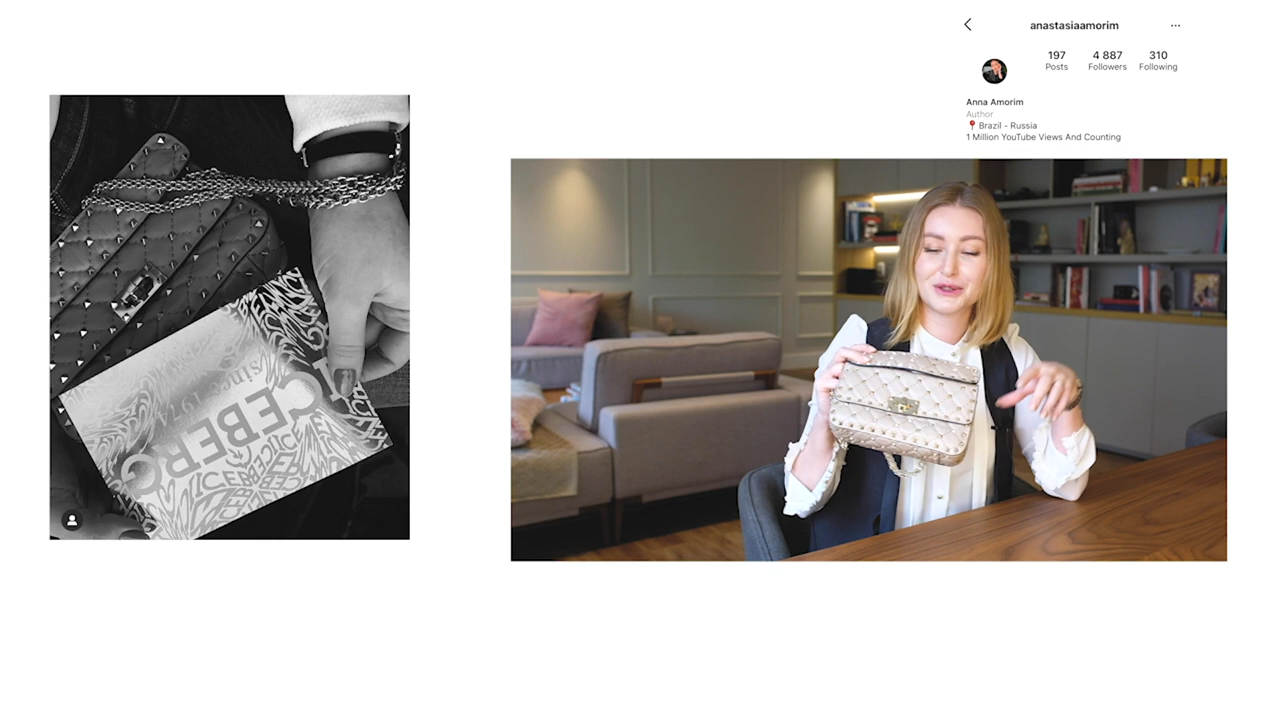 anastasiaamorim
197
4 887
310
Posts
Followers
Following
Anna Amorim
Author
📍 Brazil - Russia
1 Million YouTube Views And Counting
since 1974
ICEBERG
ICEBERG